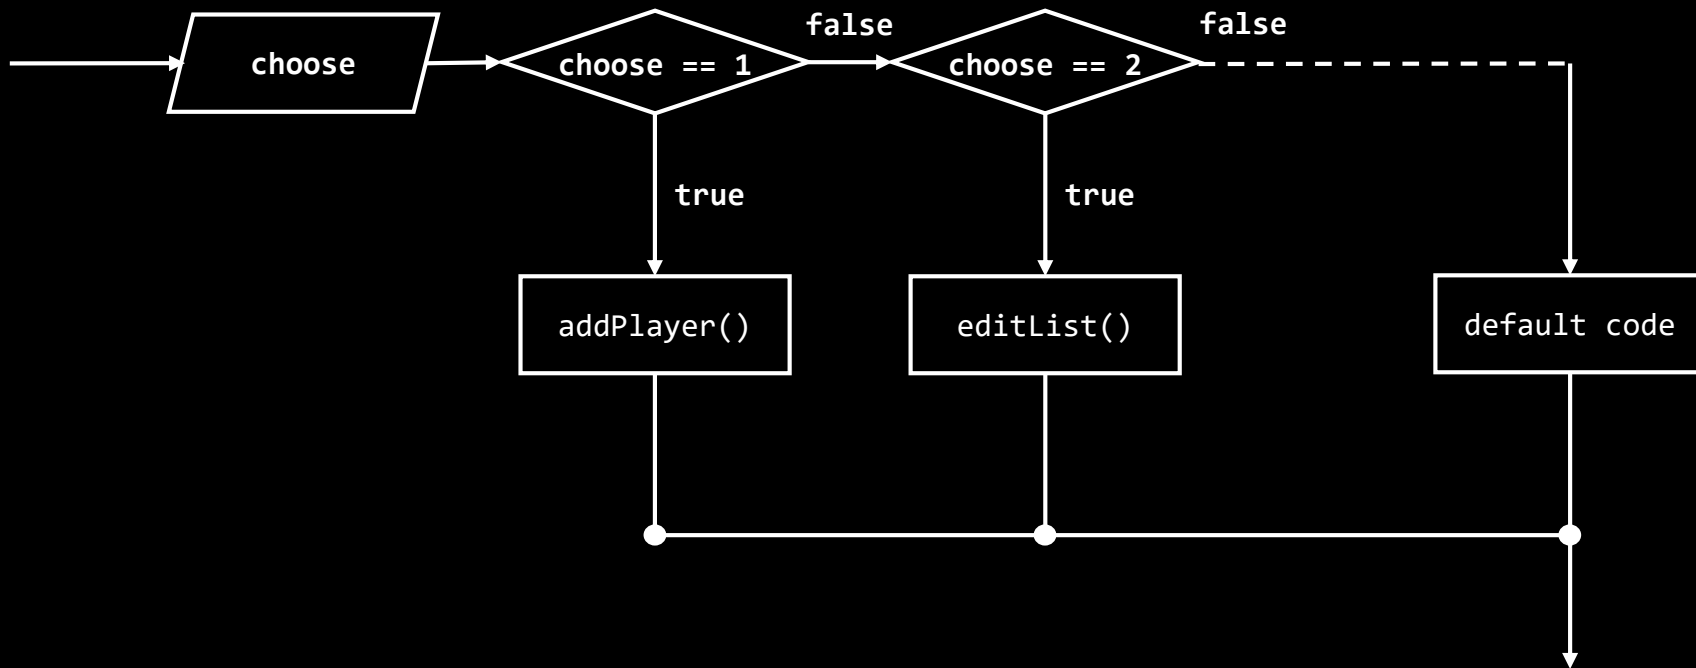 choose
choose == 1
false
choose == 2
false
true
true
addPlayer()
editList()
default code